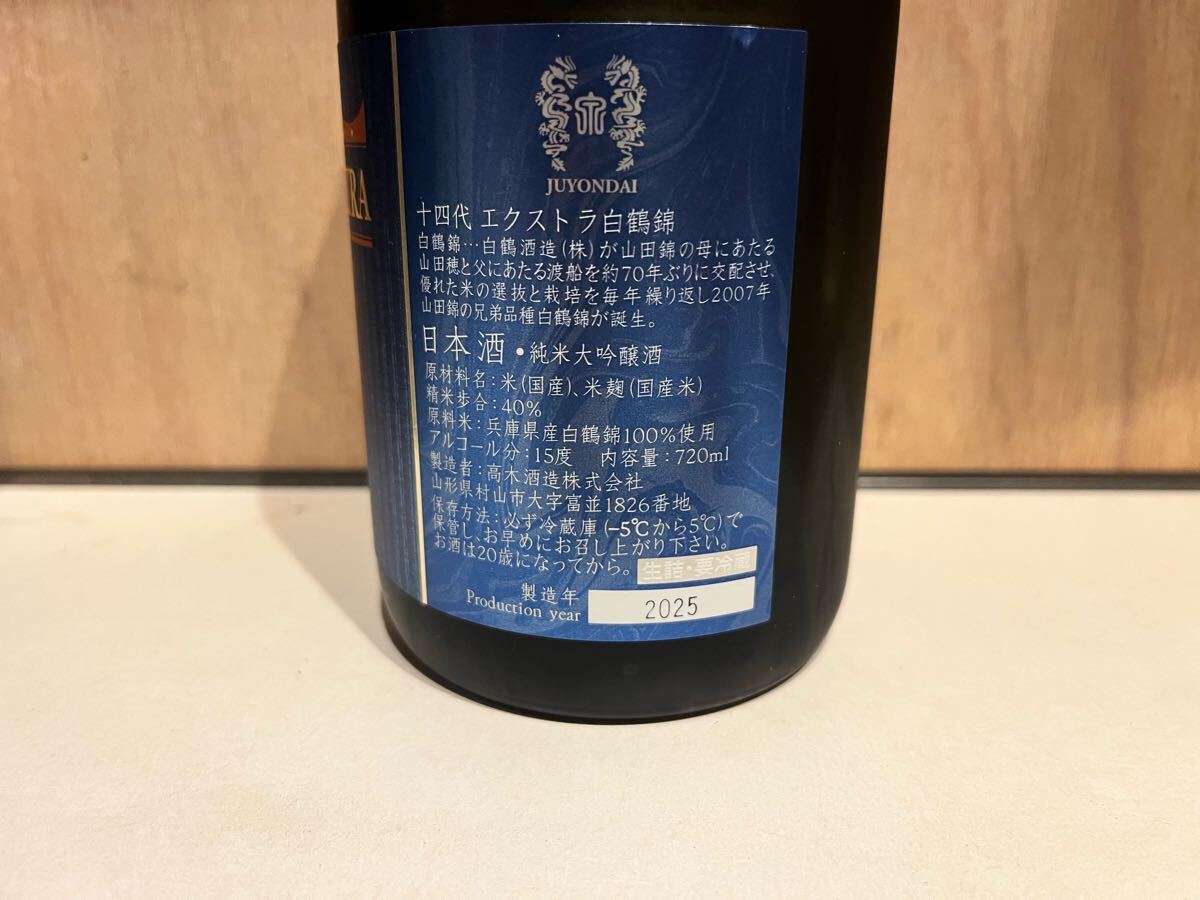 JUYONDAI
十四代 エクストラ白鶴錦
白鶴錦…白鶴酒造(株)が山田錦の母にあたる
山田穂と父にあたる渡船を約70年ぶりに交配させ、
優れた米の選抜と栽培を毎年繰り返し2007年
山田錦の兄弟品種白鶴錦が誕生。
日本酒・純米大吟醸酒
原材料名：米(国産)、米麹(国産米)
精米歩合：40%
原料米：兵庫県産白鶴錦100%使用
アルコール分：15度 内容量：720ml
製造者：高木酒造株式会社
山形県村山市大字富並1826番地
保存方法：必ず冷蔵庫(−5℃から5℃)で
保管し、お早めにお召し上がり下さい。
お酒は20歳になってから。 生詰・要冷蔵
製造年
Production year 2025